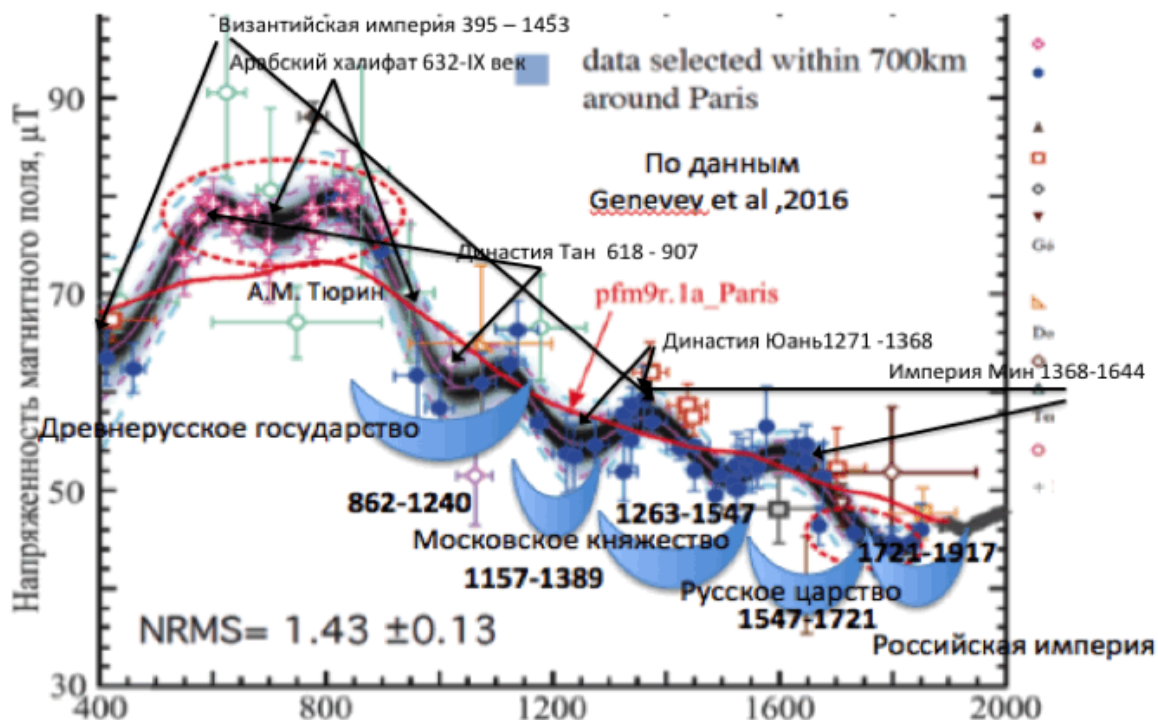 Византийская империя 395 – 1453
Арабский халифат 632-IX век
data selected within 700km
around Paris
По данным
Genevey et al ,2016
Напряженность магнитного поля, μT
90
70
50
30
Династия Тан 618 - 907
А.М. Тюрин
pfm9r.1a_Paris
Династия Юань1271 -1368
Империя Мин 1368-1644
Древнерусское государство
862-1240
1263-1547
Московское княжество
1157-1389
1721-1917
Русское царство
1547-1721
NRMS= 1.43 ±0.13
Российская империя
400
800
1200
1600
2000